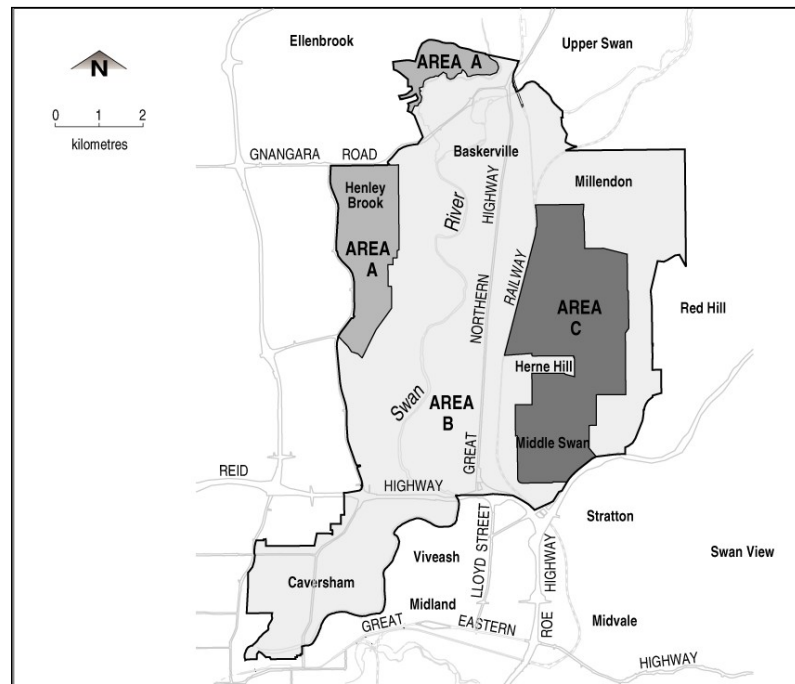 Ellenbrook
Upper Swan
AREA A
N
0 1 2
kilometres
GNANGARA ROAD
Baskerville
Henley
Brook
Millendon
AREA
A
River
HIGHWAY
NORTHERN
GREAT
RAILWAY
AREA
C
Red Hill
Herne Hill
Swan
AREA
B
Middle Swan
REID
HIGHWAY
Stratton
LLOYD STREET
Viveash
Swan View
Caversham
ROE
HIGHWAY
Midland
Midvale
GREAT EASTERN
HIGHWAY